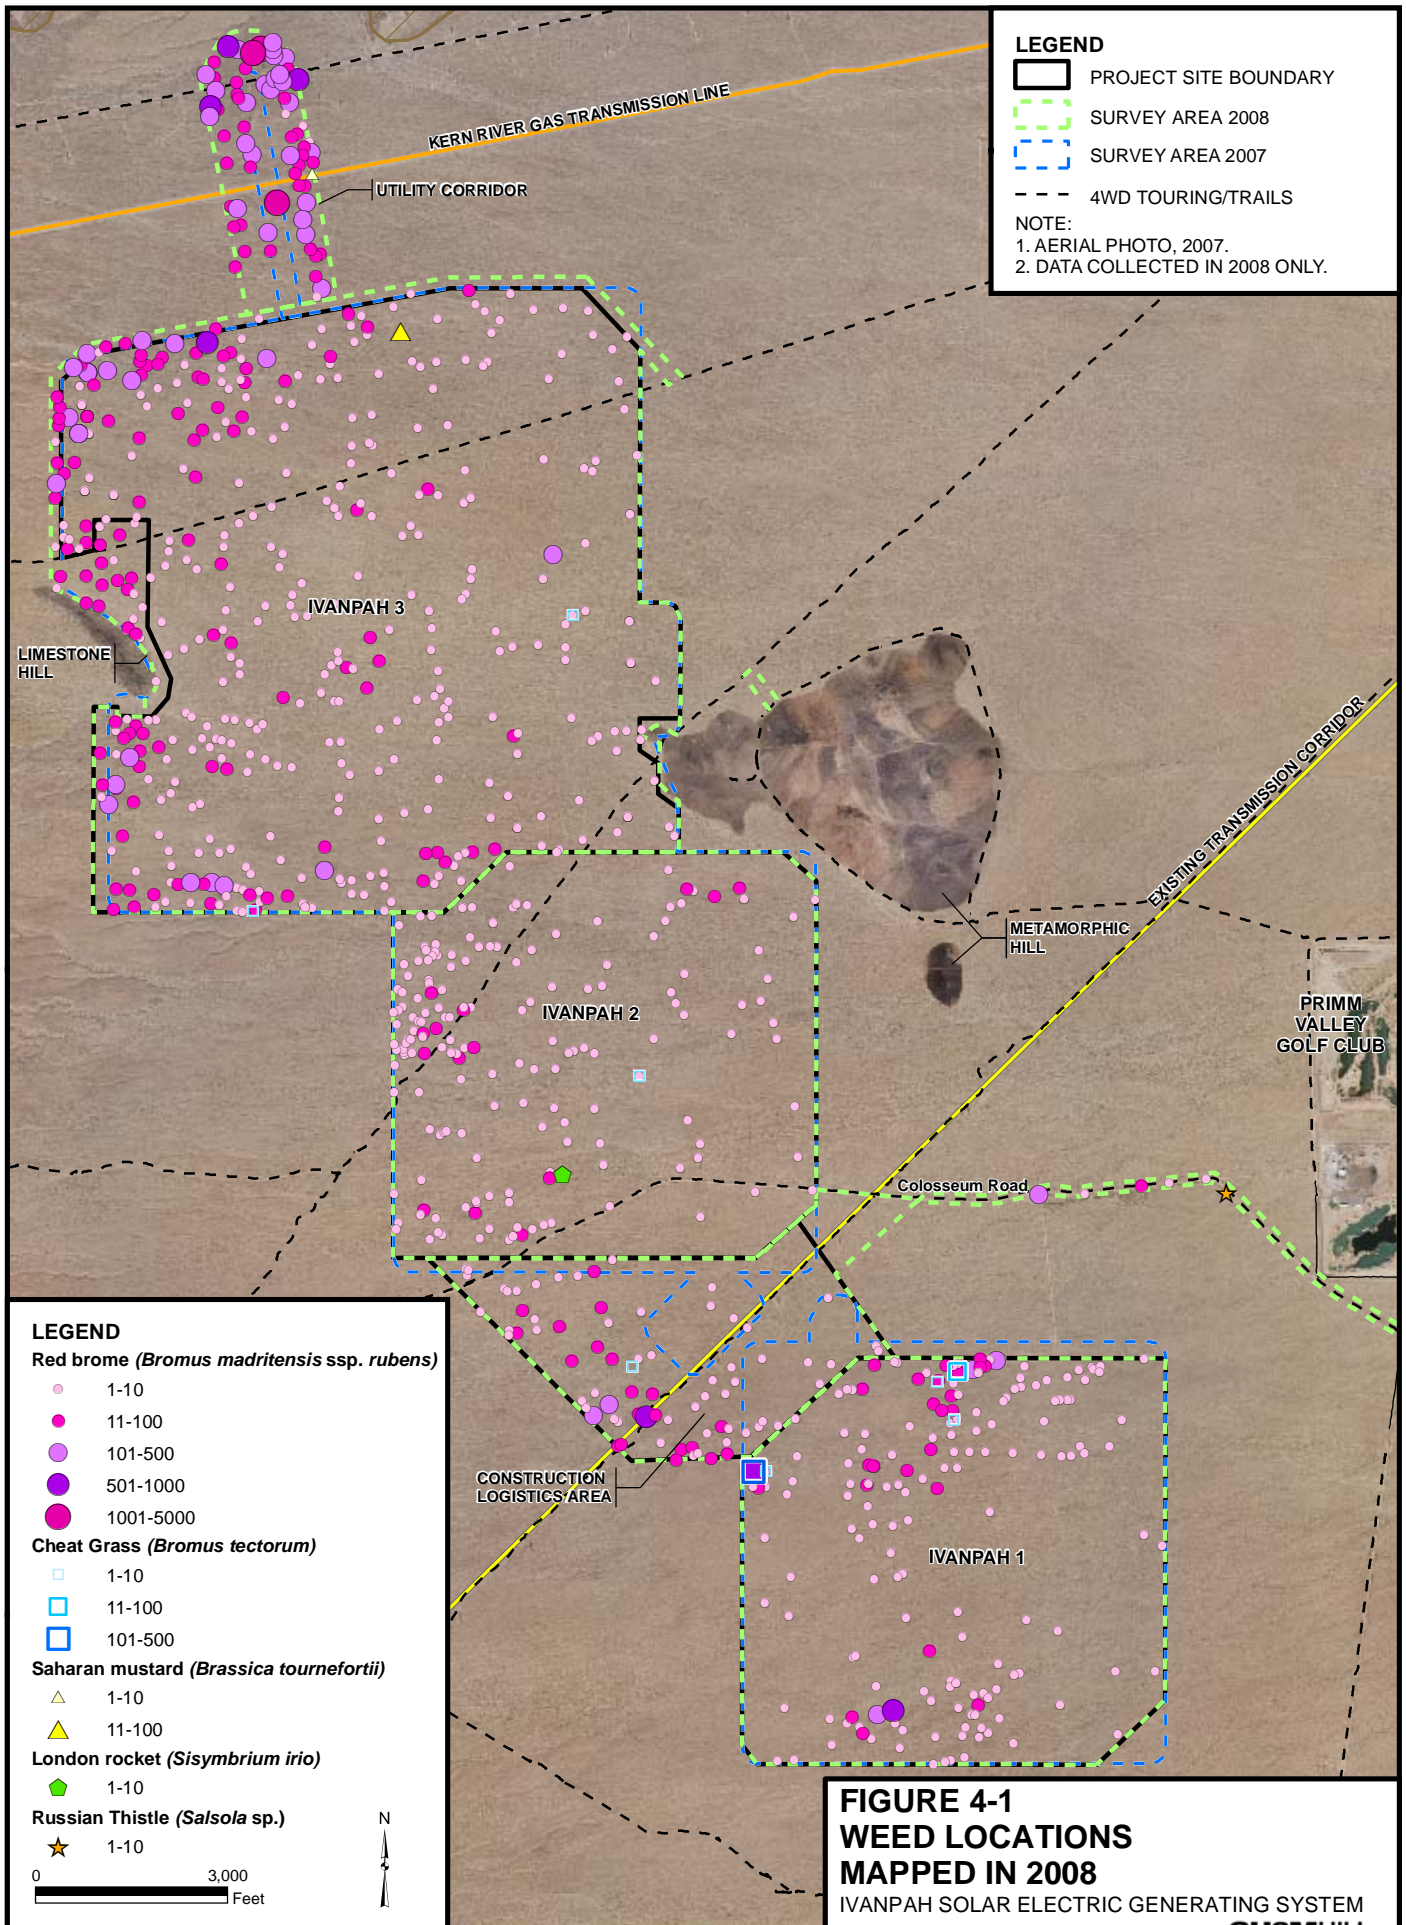 LEGEND
PROJECT SITE BOUNDARY
SURVEY AREA 2008
SURVEY AREA 2007
4WD TOURING/TRAILS
NOTE:
1. AERIAL PHOTO, 2007.
2. DATA COLLECTED IN 2008 ONLY.
KERN RIVER GAS TRANSMISSION LINE
UTILITY CORRIDOR
IVANPAH 3
LIMESTONE
HILL
EXISTING TRANSMISSION CORRIDOR
METAMORPHIC
HILL
IVANPAH 2
PRIMM
VALLEY
GOLF CLUB
Colosseum Road
CONSTRUCTION
LOGISTICS AREA
IVANPAH 1
LEGEND
Red brome (Bromus madritensis ssp. rubens)
1-10
11-100
101-500
501-1000
1001-5000
Cheat Grass (Bromus tectorum)
1-10
11-100
101-500
Saharan mustard (Brassica tournefortii)
1-10
11-100
London rocket (Sisymbrium irio)
1-10
Russian Thistle (Salsola sp.)
1-10
N
0 3,000
Feet
FIGURE 4-1
WEED LOCATIONS
MAPPED IN 2008
IVANPAH SOLAR ELECTRIC GENERATING SYSTEM